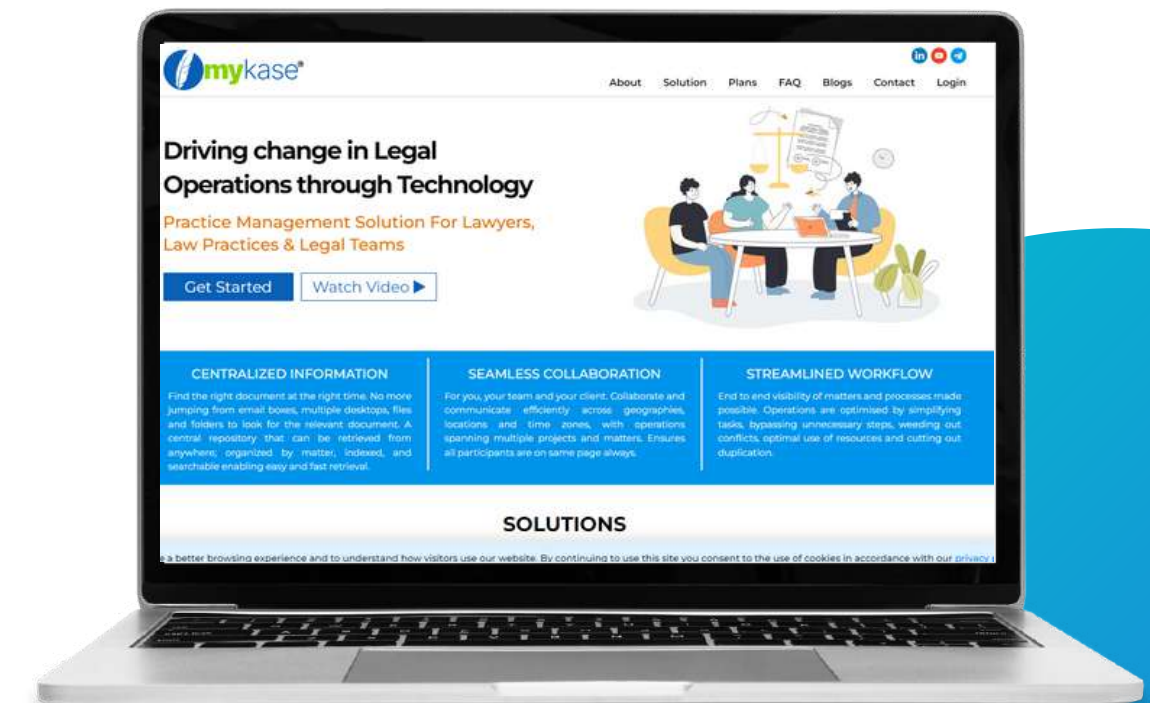 mykase®
in
About Solution Plans FAQ Blogs Contact Login
Driving change in Legal
Operations through Technology
Practice Management Solution For Lawyers,
Law Practices & Legal Teams
Get Started
Watch Video
CENTRALIZED INFORMATION
Find the right document at the right time. No more
jumping from email boxes, multiple desktops, files
and folders to look for the relevant document. A
central repository that can be retrieved from
anywhere; organized by matter, indexed, and
searchable enabling easy and fast retrieval.
SEAMLESS COLLABORATION
For you, your team and your client. Collaborate and
communicate efficiently across geographies,
locations and time zones, with operations
spanning multiple projects and matters. Ensures
all participants are on same page always.
STREAMLINED WORKFLOW
End to end visibility of matters and processes made
possible. Operations are optimised by simplifying
tasks, bypassing unnecessary steps, weeding out
conflicts, optimal use of resources and cutting out
duplication.
SOLUTIONS
a better browsing experience and to understand how visitors use our website. By continuing to use this site you consent to the use of cookies in accordance with our privacy